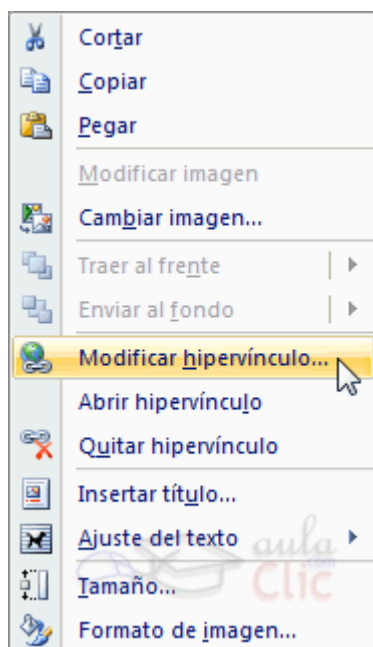 Cortar
Copiar
Pegar
Modificar imagen
Cambiar imagen...
Traer al frente
Enviar al fondo
Modificar hipervínculo...
Abrir hipervínculo
Quitar hipervínculo
Insertar título...
Ajuste del texto
aula
.com
Clic
Tamaño...
Formato de imagen...